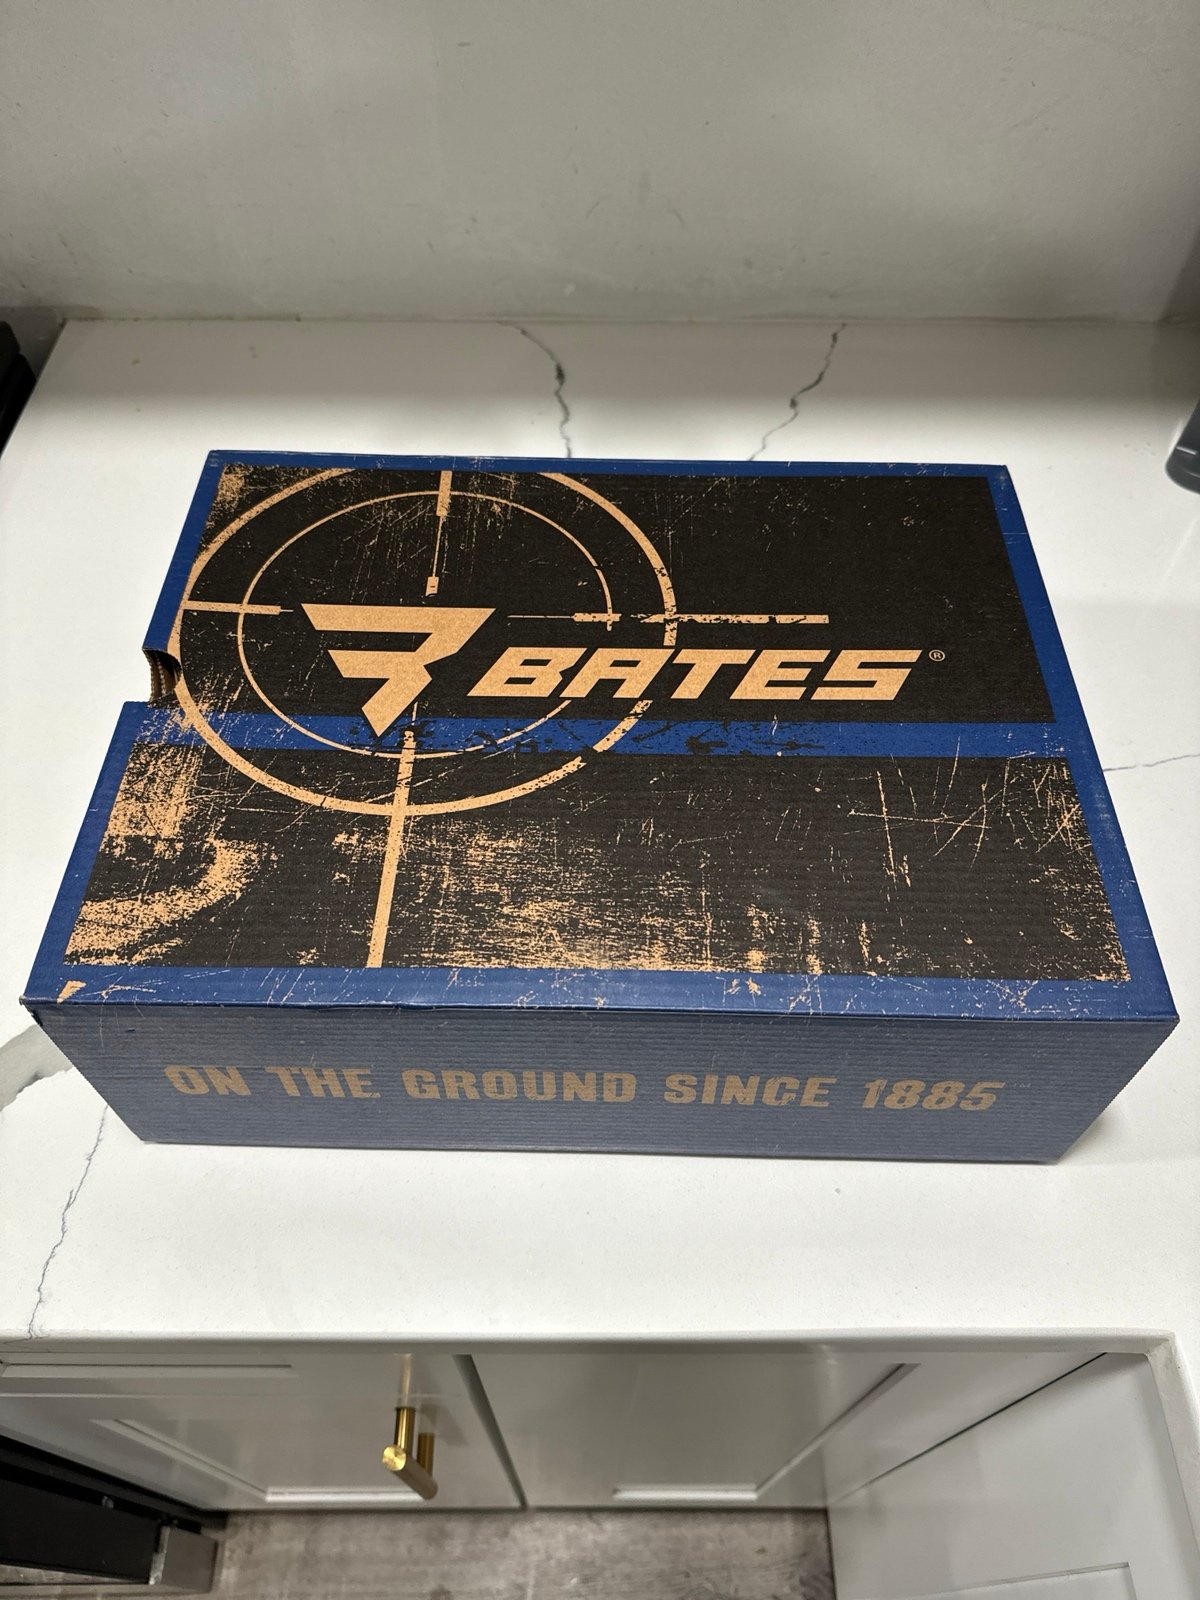 BATES®
ON THE GROUND SINCE 1885